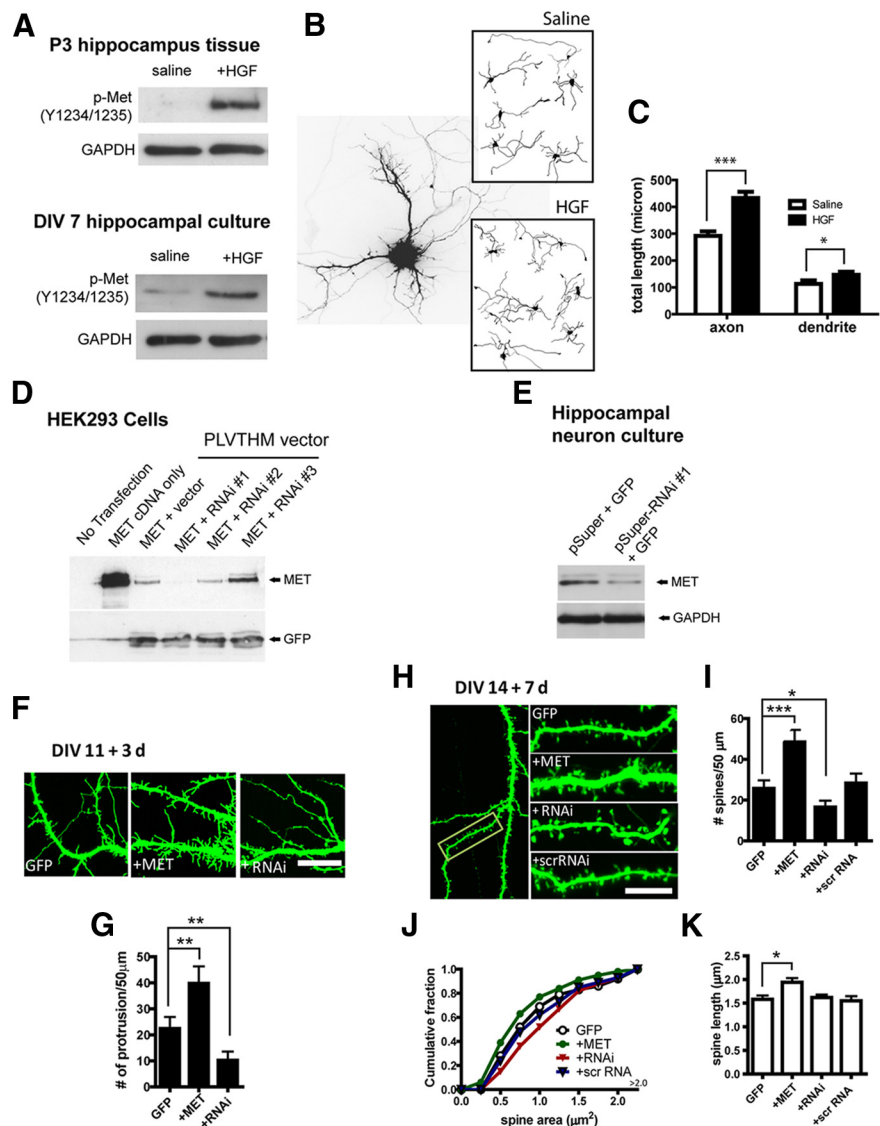 A
P3 hippocampus tissue
saline +HGF
p-Met
(Y1234/1235)
GAPDH
DIV 7 hippocampal culture
saline +HGF
p-Met
(Y1234/1235)
GAPDH
B
Saline
HGF
C
***
*
Saline
HGF
total length (micron)
500
400
300
200
100
0
axon dendrite
D
HEK293 Cells
PLVTHM vector
No Transfection
MET cDNA only
MET + vector
MET + RNAi #1
MET + RNAi #2
MET + RNAi #3
MET
GFP
E
Hippocampal
neuron culture
pSuper + GFP
pSuper-RNAi #1
+ GFP
MET
GAPDH
F
DIV 11 + 3 d
GFP
+MET
+ RNAi
G
**
**
# of protrusion/50μm
50
40
30
20
10
0
GFP
+MET
+RNAi
H
DIV 14 + 7 d
GFP
+MET
+ RNAi
+scrRNAi
I
*
***
# spines/50 μm
60
40
20
0
GFP
+MET
+RNAi
+scr RNA
J
Cumulative fraction
1.0
0.8
0.6
0.4
0.2
0.0
GFP
+MET
+RNAi
+scr RNA
0.0 0.5 1.0 1.5 2.0
>2.0
spine area (μm²)
K
*
spine length (μm)
2.5
2.0
1.5
1.0
0.5
0.0
GFP
+MET
+RNAi
+scr RNA